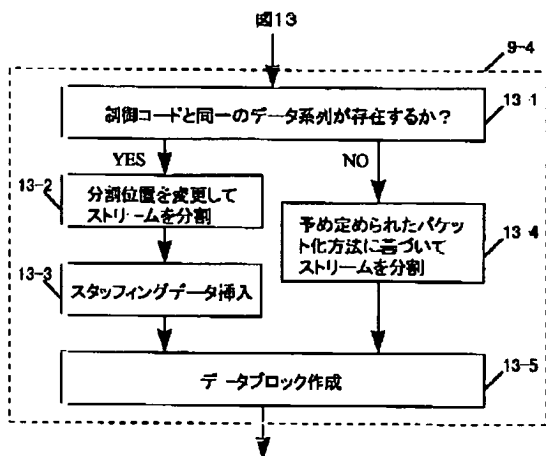 図13
9-4
制御コードと同一のデータ系列が存在するか？
13-1
YES
NO
13-2
分割位置を変更して
ストリームを分割
予め定められたパケット
化方法に基づいて
ストリームを分割
13-4
13-3
スタッフィングデータ挿入
データブロック作成
13-5